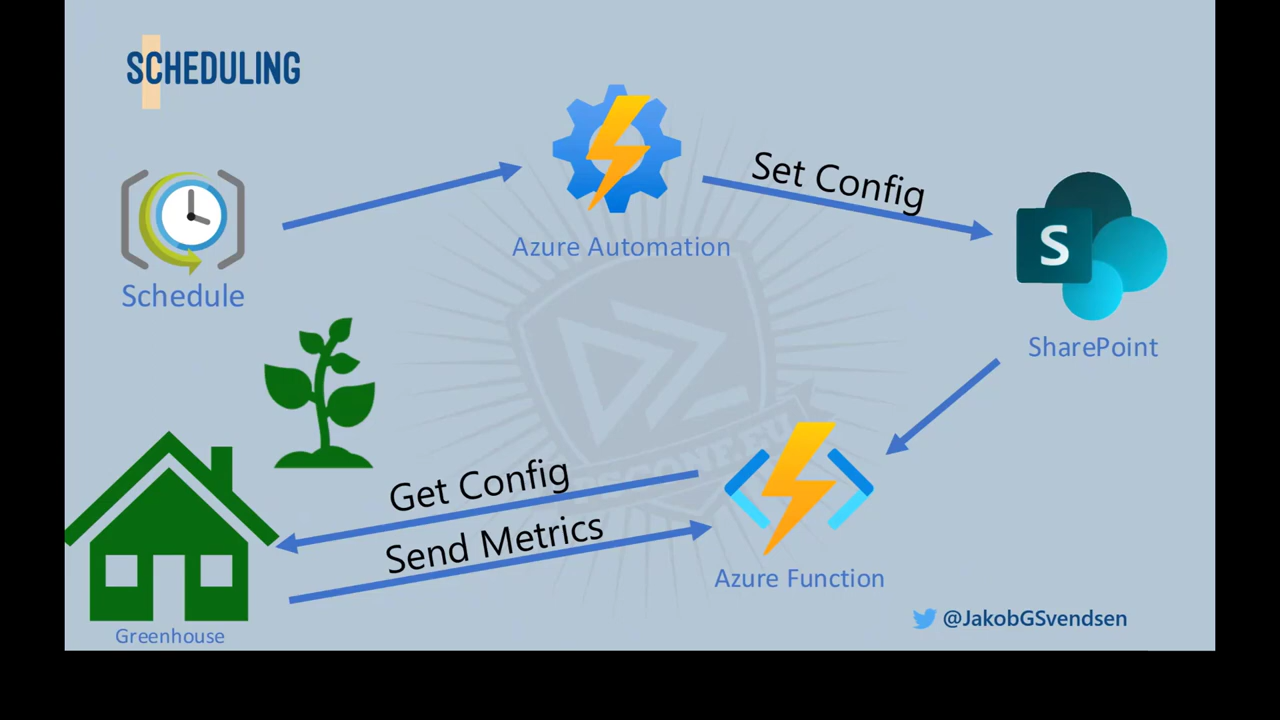 SCHEDULING
Set Config
Azure Automation
S
Schedule
SharePoint
Get Config
Send Metrics
Azure Function
@JakobGSvendsen
Greenhouse